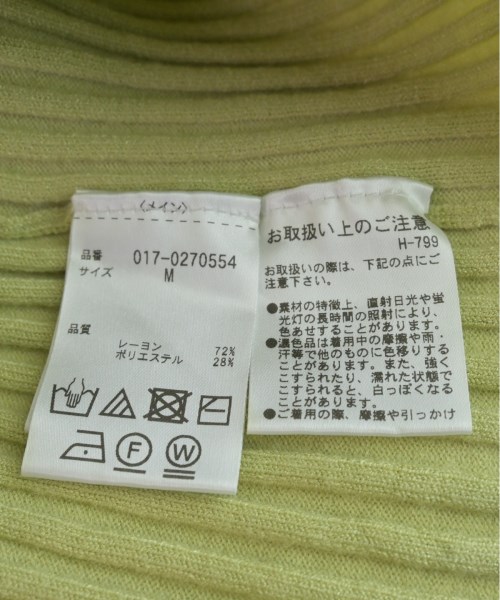 〈メイン〉
品番 017-0270554
サイズ M
品質
レーヨン 72%
ポリエステル 28%
F W
お取扱い上のご注意
H-799
お取扱いの際は、下記の点にご
注意下さい。
●素材の特徴上、直射日光や蛍
光灯の長時間の照射により、
色あせすることがあります。
●濃色品は着用中の摩擦や雨・
汗等で他のものに色移りする
ことがあります。また、強く
こすられたり、濡れた状態で
こすられると、白っぽくなる
ことがあります。
●ご着用の際、摩擦や引っかけ